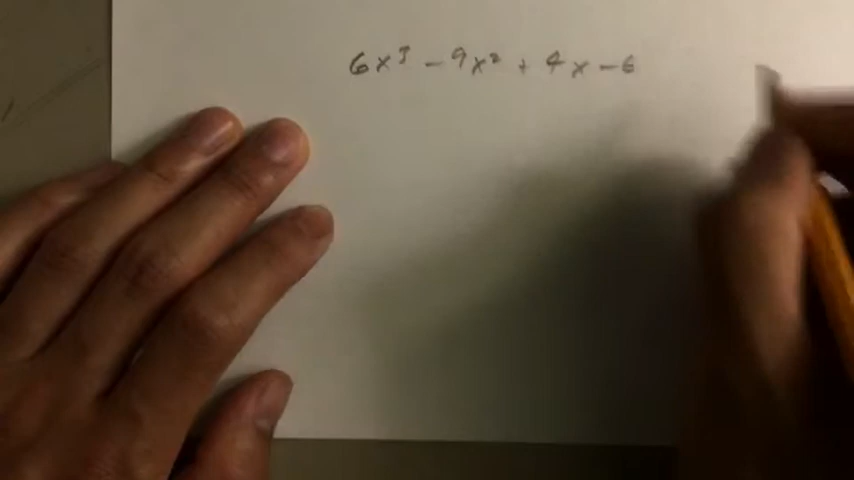 6x³ - 9x² + 4x - 6